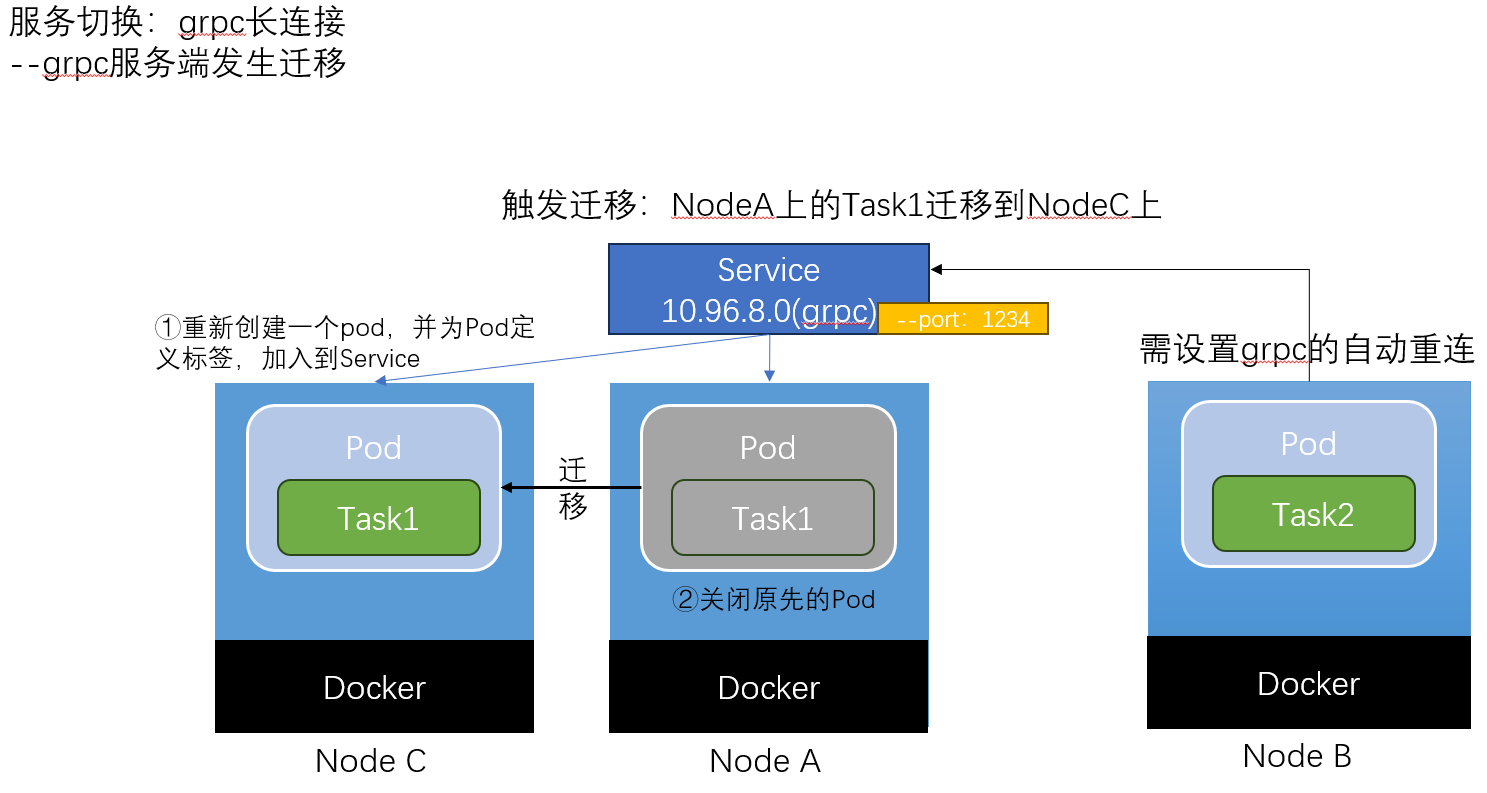 服务切换：grpc长连接
--grpc服务端发生迁移
触发迁移：NodeA上的Task1迁移到NodeC上
Service
10.96.8.0(grpc)
--port：1234
①重新创建一个pod，并为Pod定
义标签，加入到Service
需设置grpc的自动重连
Pod
Task1
迁
移
Pod
Task1
②关闭原先的Pod
Pod
Task2
Docker
Docker
Docker
Node C
Node A
Node B